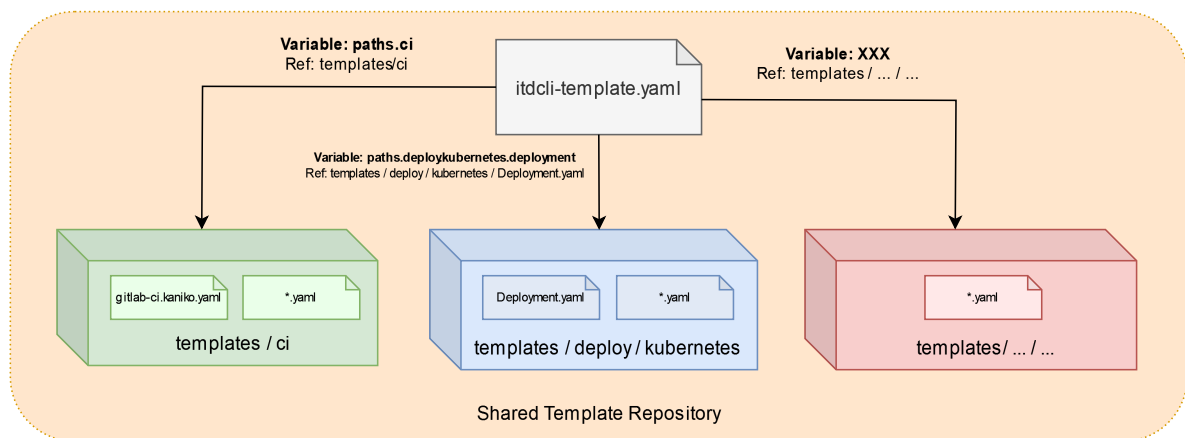 Variable: paths.ci
Ref: templates/ci
itdcli-template.yaml
Variable: XXX
Ref: templates / ... / ...
Variable: paths.deploy.kubernetes.deployment
Ref: templates / deploy / kubernetes / Deployment.yaml
gitlab-ci.kaniko.yaml
*.yaml
templates / ci
Deployment.yaml
*.yaml
templates / deploy / kubernetes
*.yaml
templates/ ... / ...
Shared Template Repository